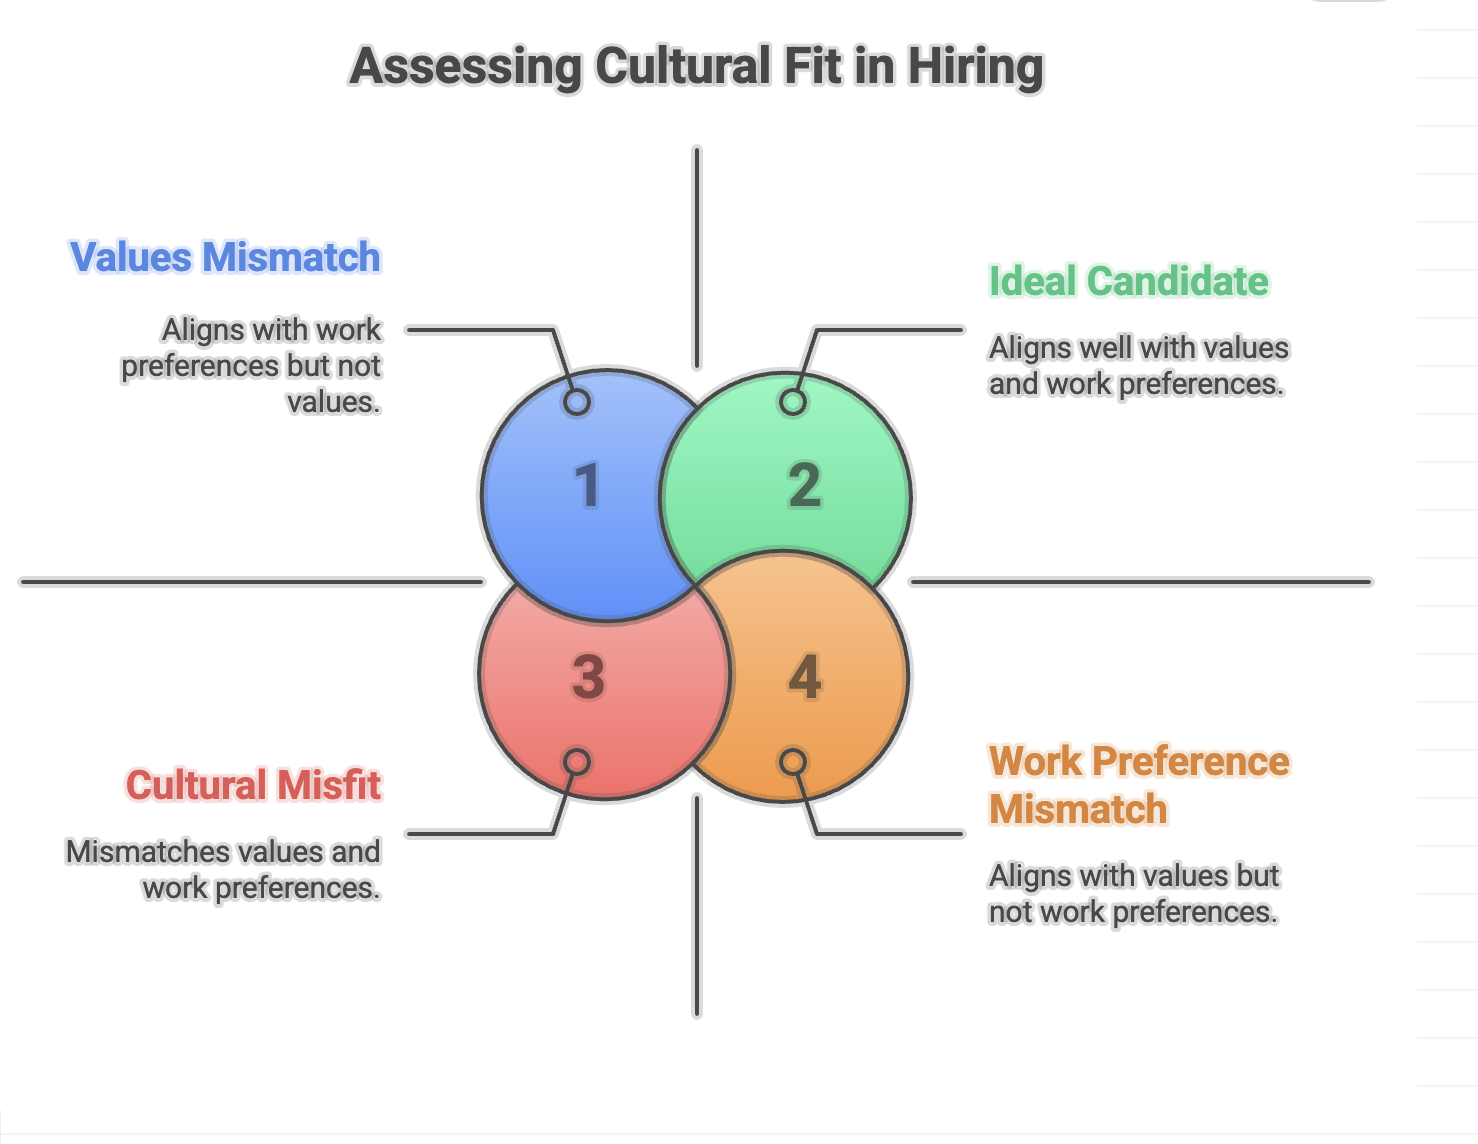 Assessing Cultural Fit in Hiring
Values Mismatch
Aligns with work
preferences but not
values.
Ideal Candidate
Aligns well with values
and work preferences.
1
2
3
4
Cultural Misfit
Mismatches values and
work preferences.
Work Preference
Mismatch
Aligns with values but
not work preferences.